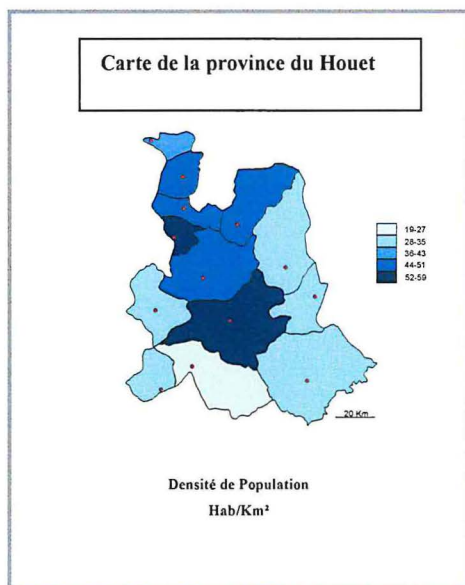 Carte de la province du Houet
19-27
28-35
36-43
44-51
52-59
20 Km
Densité de Population
Hab/Km²